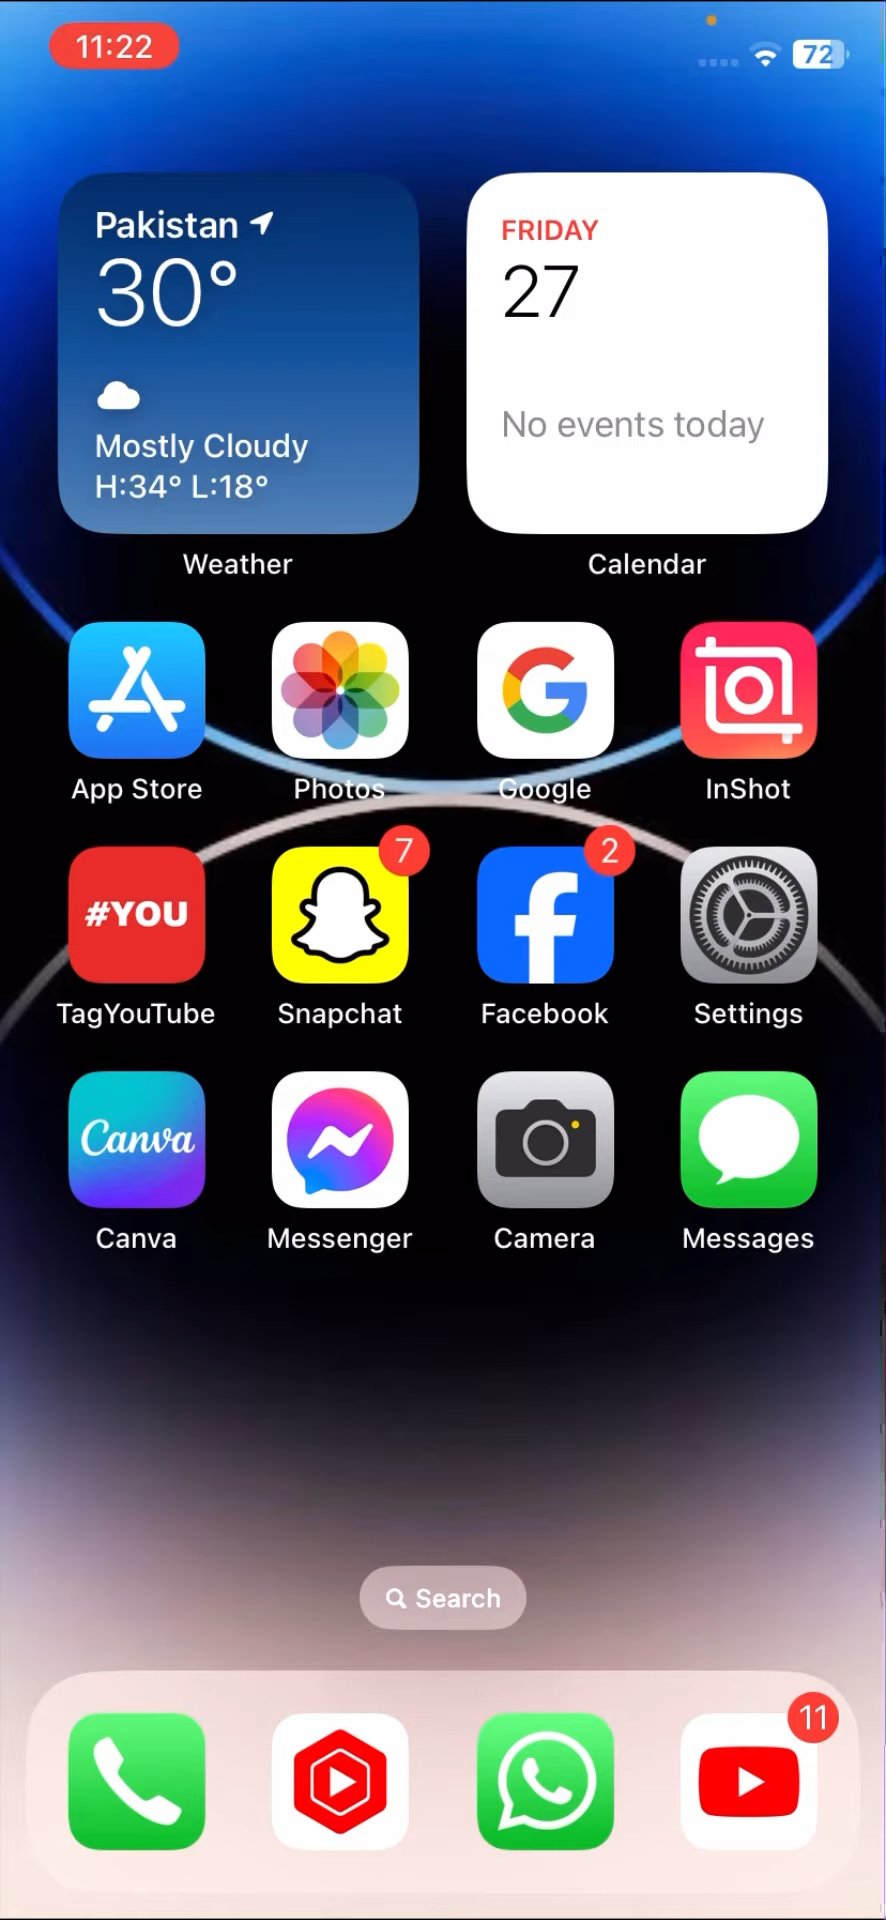 11:22
72
Pakistan
30°
Mostly Cloudy
H:34° L:18°
Weather
FRIDAY
27
No events today
Calendar
App Store
Photos
Google
InShot
#YOU
7
2
TagYouTube
Snapchat
Facebook
Settings
Canva
Canva
Messenger
Camera
Messages
Search
11